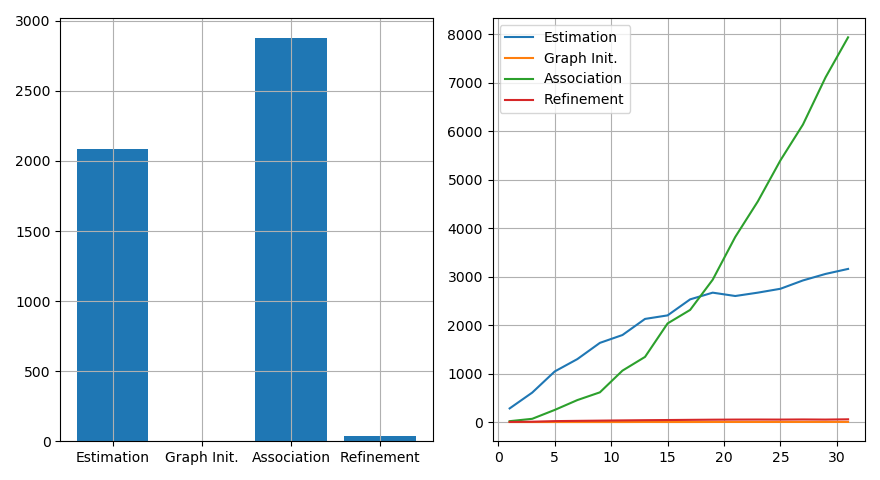 3000
2500
2000
1500
1000
500
0
Estimation Graph Init. Association Refinement
8000
7000
6000
5000
4000
3000
2000
1000
0
0 5 10 15 20 25 30
Estimation
Graph Init.
Association
Refinement